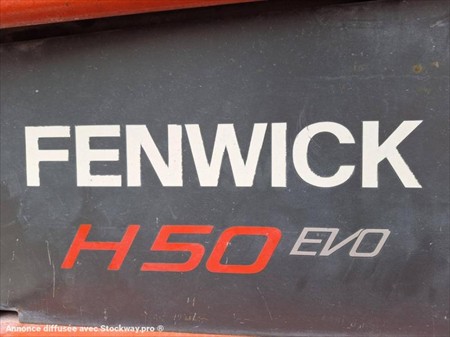 FENWICK
H50 EVO
Annonce diffusée avec Stockway.pro ®